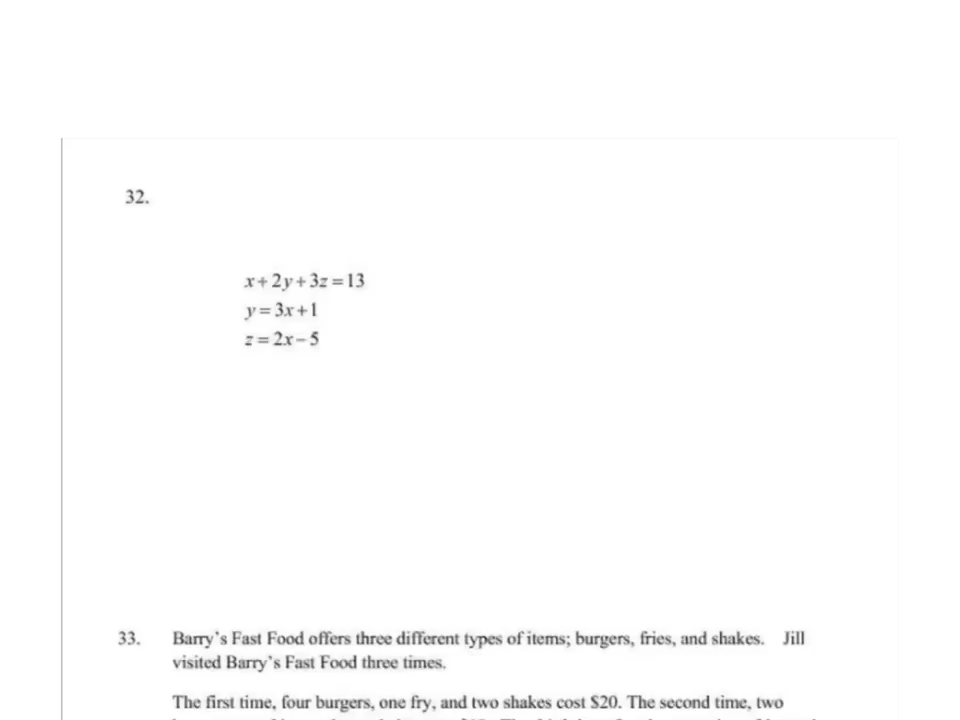 32.
x+2y+3z=13
y=3x+1
z=2x-5
33. Barry's Fast Food offers three different types of items; burgers, fries, and shakes. Jill
visited Barry's Fast Food three times.
The first time, four burgers, one fry, and two shakes cost $20. The second time, two